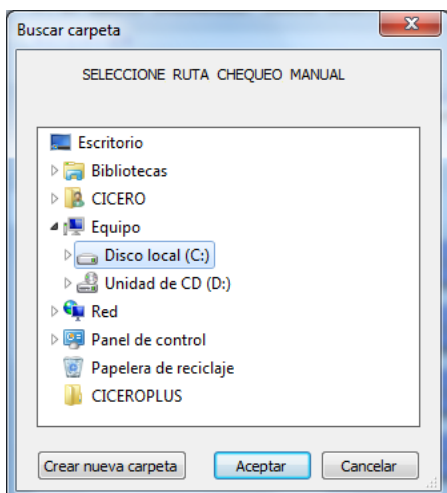 Buscar carpeta
SELECCIONE RUTA CHEQUEO MANUAL
Escritorio
Bibliotecas
CICERO
Equipo
Disco local (C:)
Unidad de CD (D:)
Red
Panel de control
Papelera de reciclaje
CICEROPLUS
Crear nueva carpeta Aceptar Cancelar